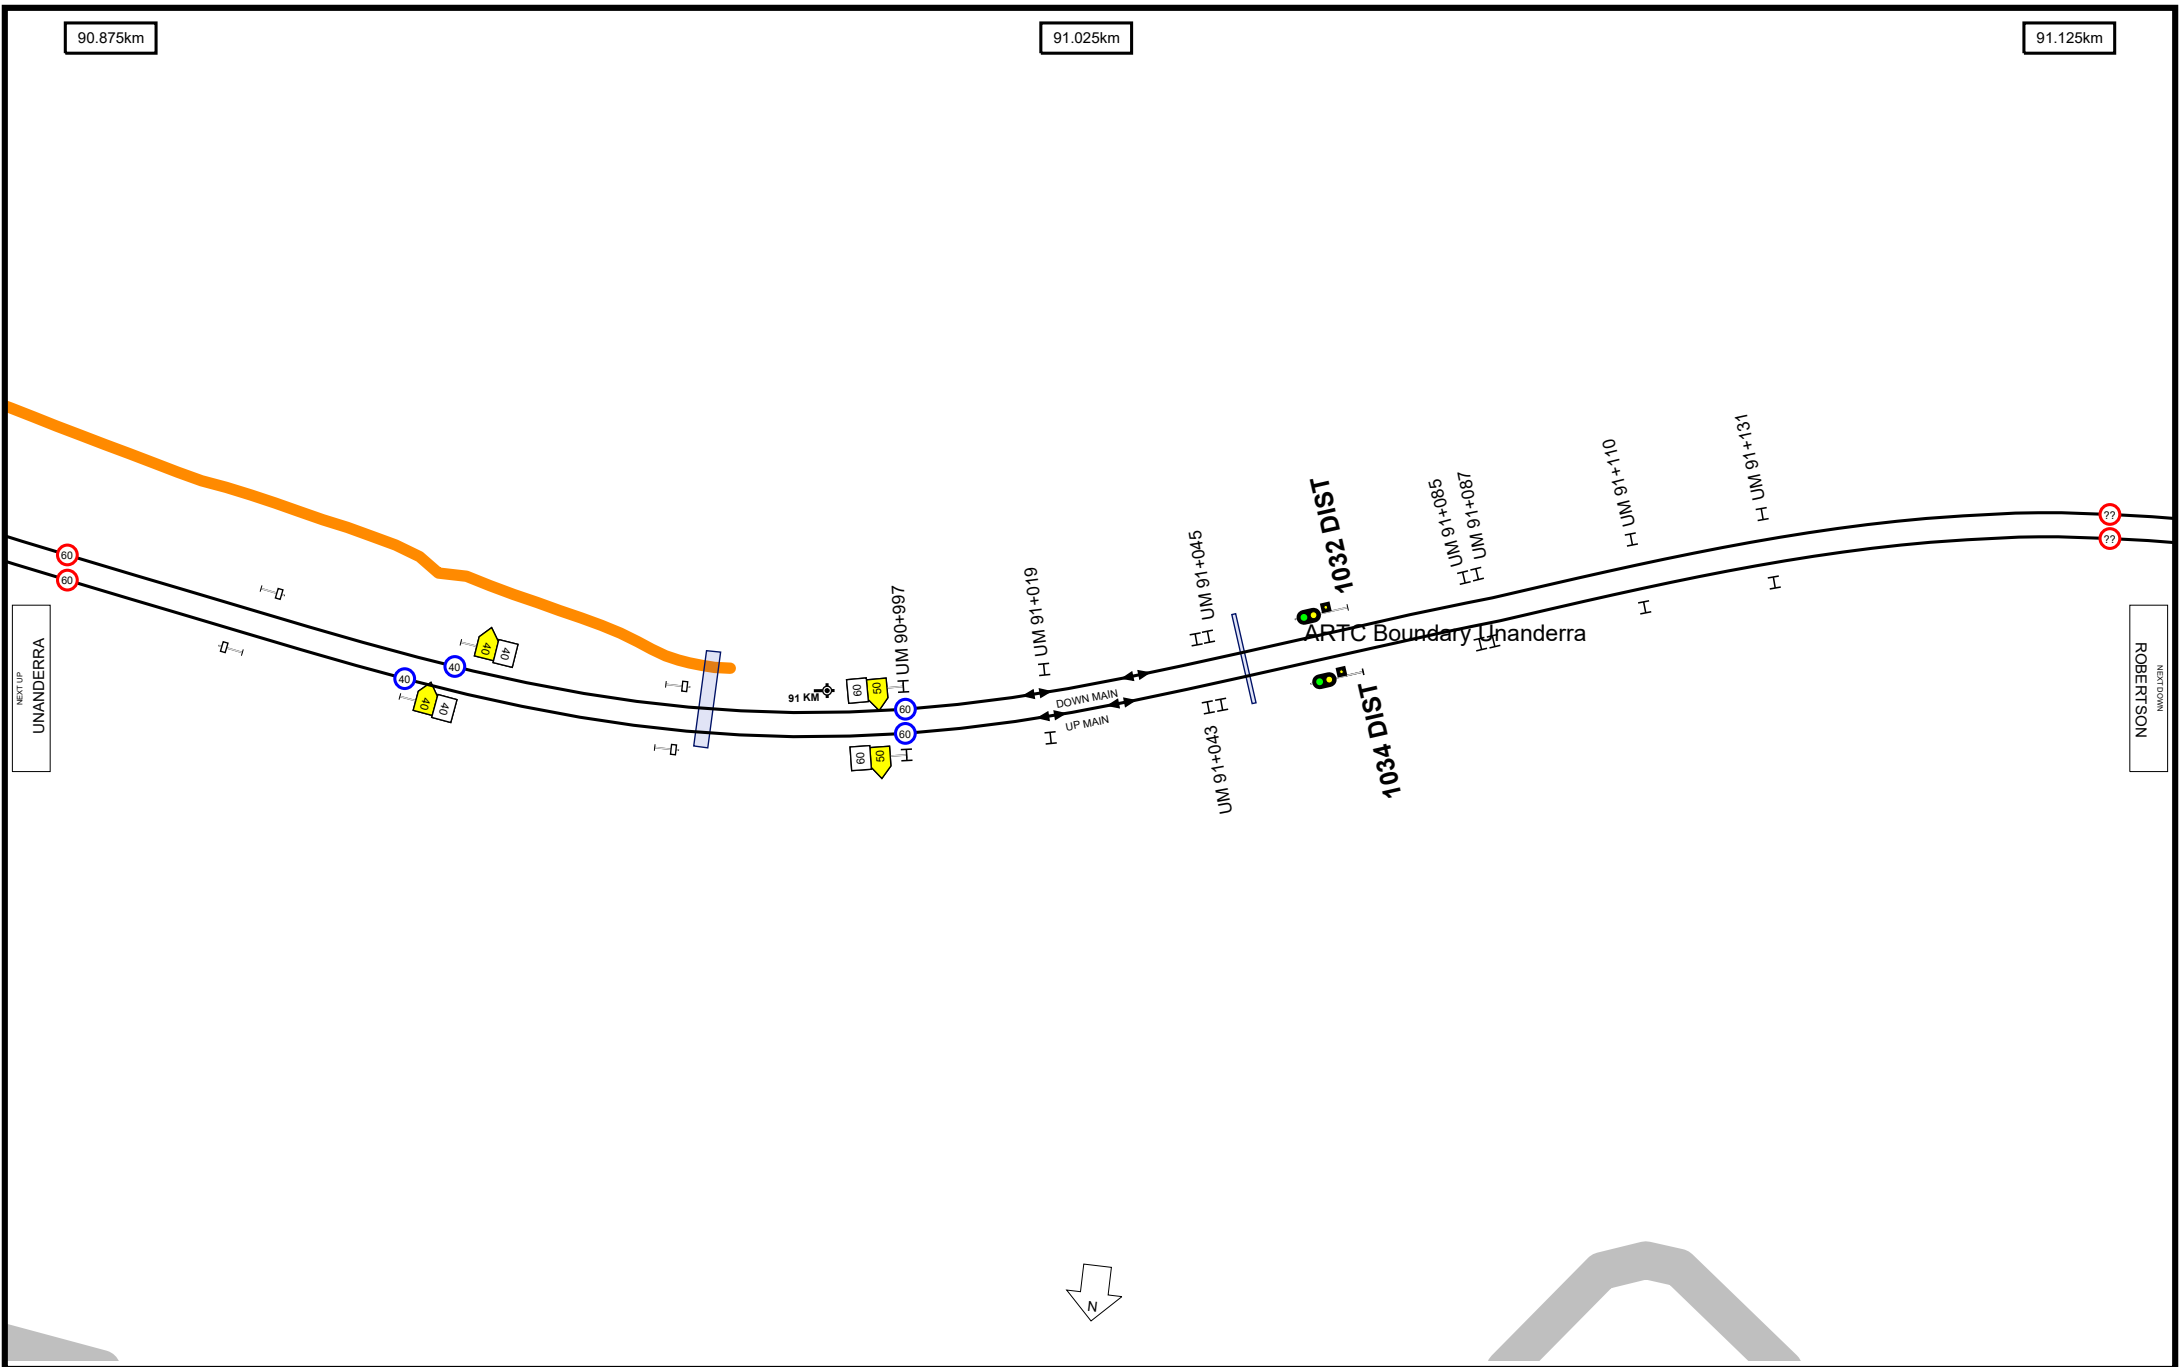 90.875km
91.025km
91.125km
UM 91+131
UM 91+110
UM 91+087
UM 91+085
1032 DIST
UM 91+045
UM 91+019
UM 90+997
??
??
60
60
40
40
40
40
40
40
91 KM
60
50
60
60
60
50
DOWN MAIN
UP MAIN
ARTC Boundary Unanderra
1034 DIST
UM 91+043
NEXT UP
UNANDERRA
NEXT DOWN
ROBERTSON
N